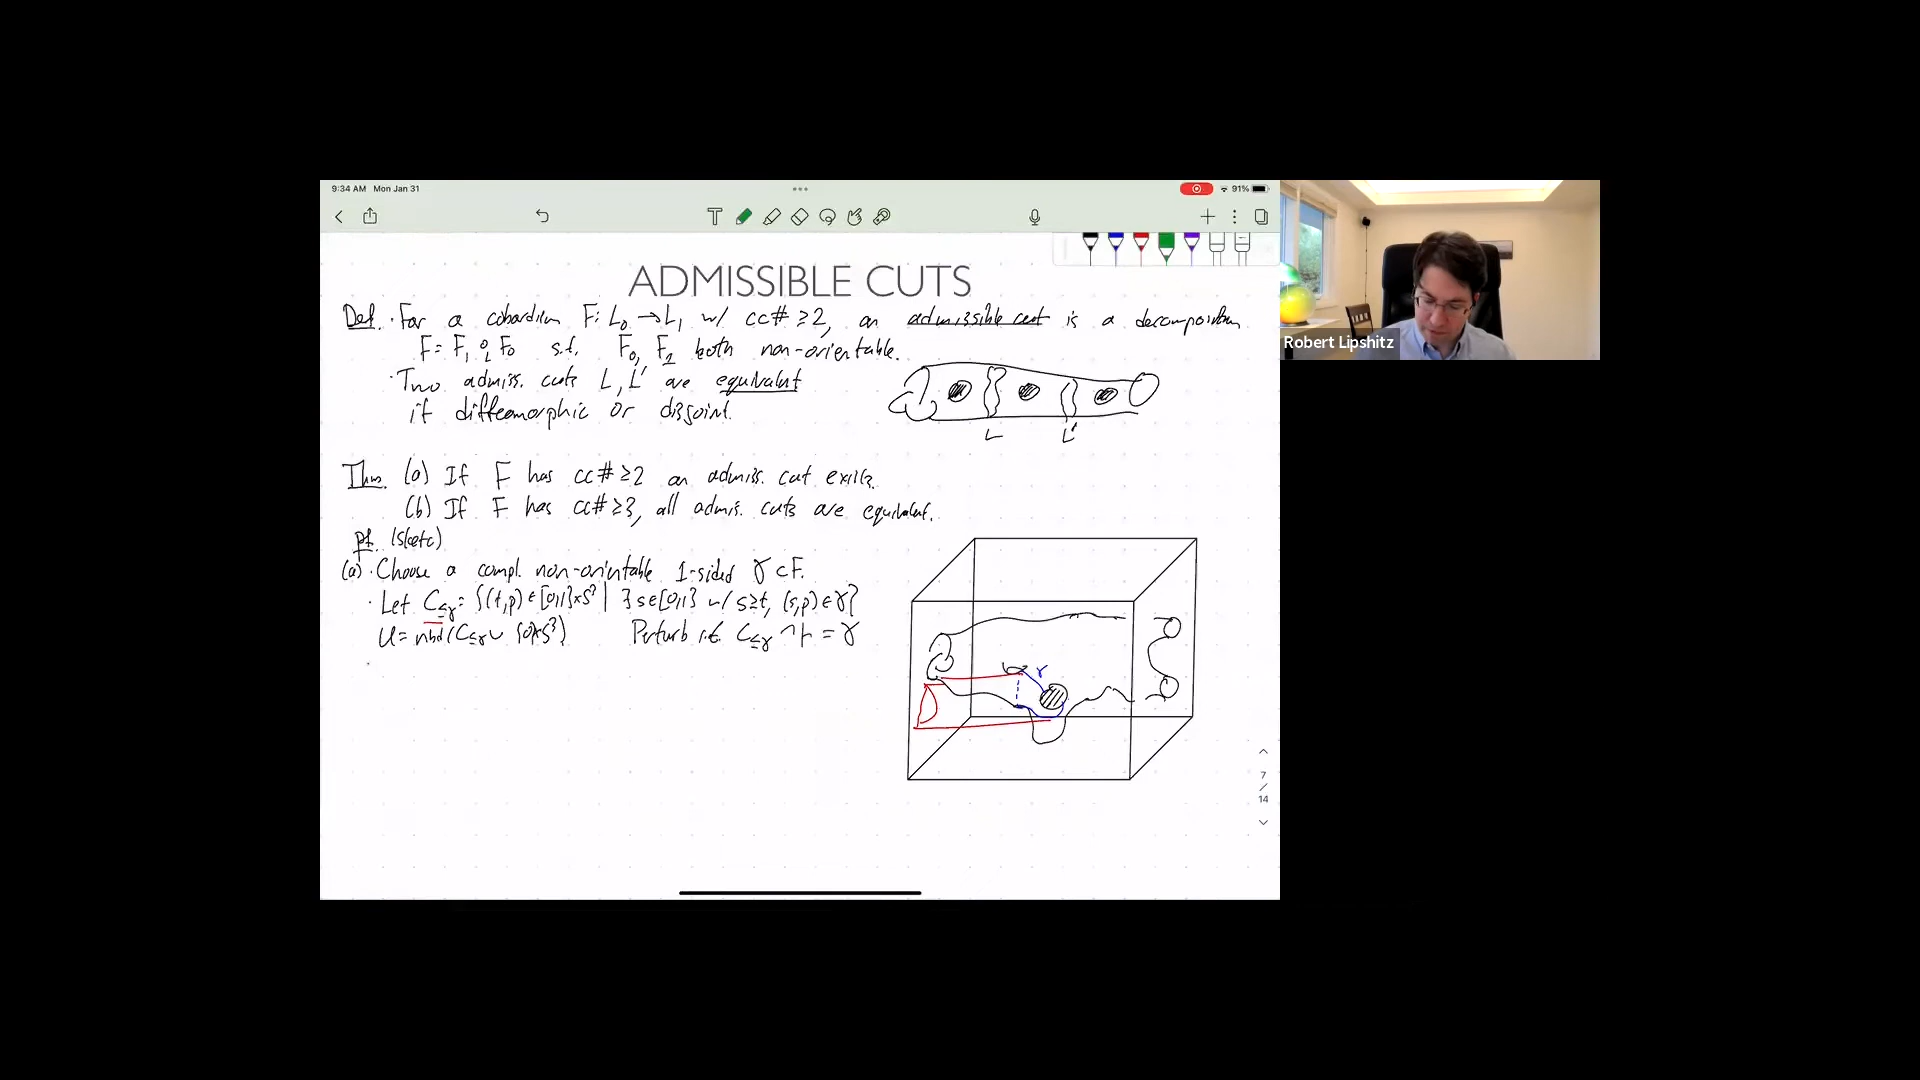 9:34 AM Mon Jan 31
91%
ADMISSIBLE CUTS
Def. · For a cobordism F: L₀ → L₁ w/ cc# ≥2, an admissible cut is a decomposition
F = F₁ ∘_L F₀ s.t. F₀, F₁ both non-orientable.
· Two admiss. cuts L, L' are equivalent
if diffeomorphic or disjoint.
L L'
Thm. (a) If F has cc# ≥2 an admiss. cut exists.
(b) If F has cc# ≥3, all admis. cuts are equivalent.
pf. (Sketc)
(a) · Choose a compl. non-orientable 1-sided γ ⊂ F.
· Let C≤γ = {(t,p) ∈ [0,1]×S³ | ∃ s∈[0,1] w/ s≥t, (s,p) ∈ γ}
U = nbd(C≤γ ∪ {0}×S³) Perturb s.t. C≤γ ∩ F = γ
γ
7
/
14
Robert Lipshitz